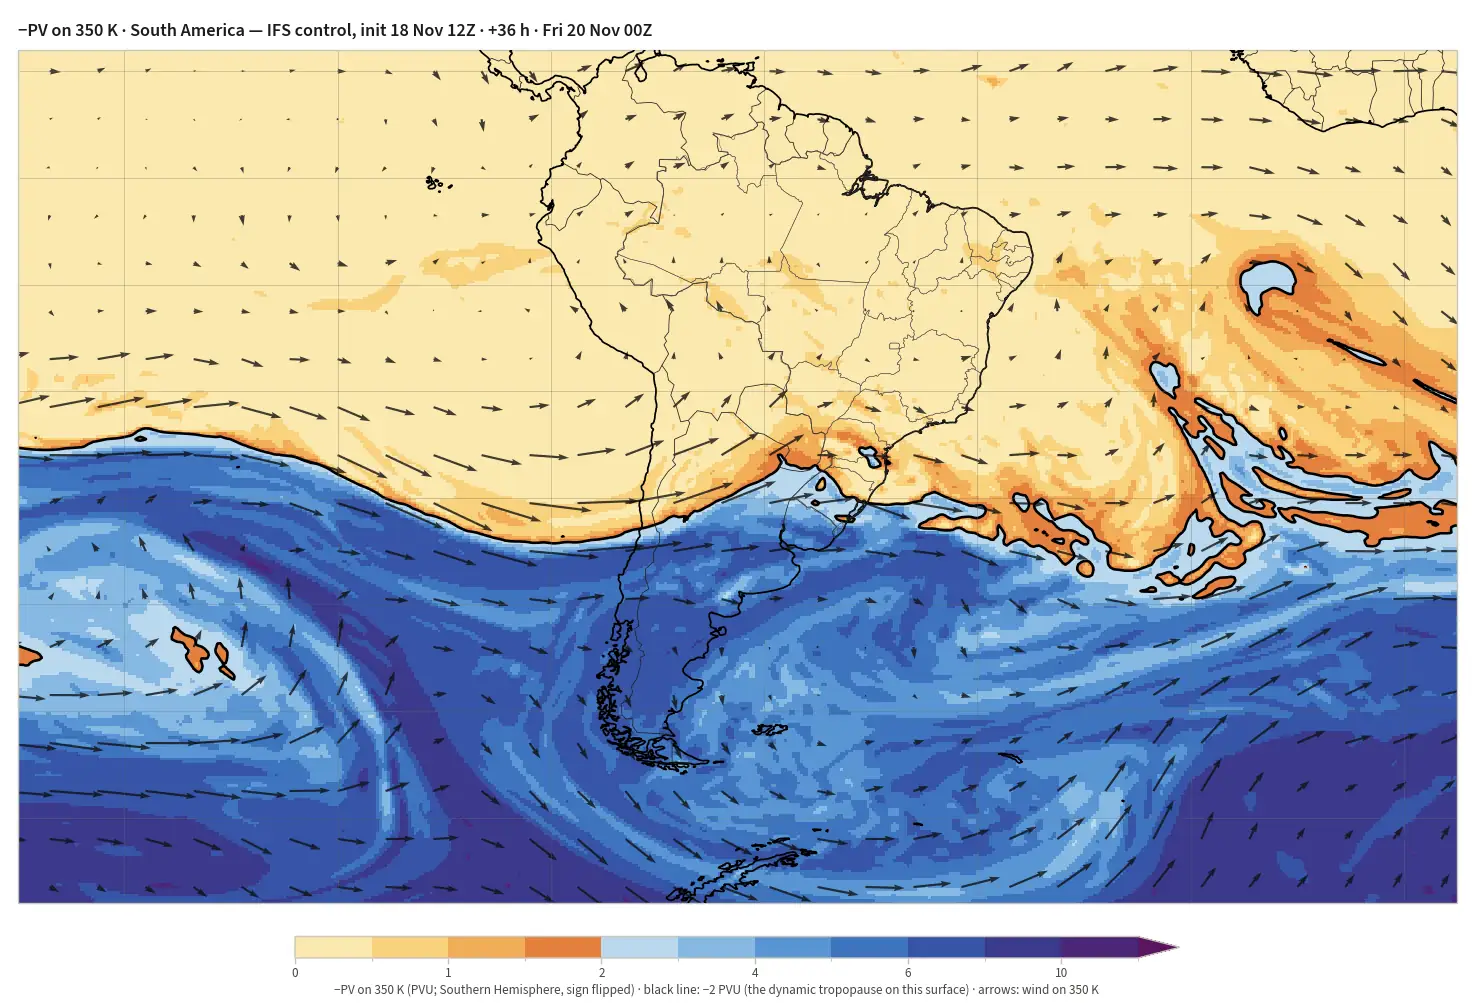 −PV on 350 K · South America — IFS control, init 18 Nov 12Z · +36 h · Fri 20 Nov 00Z
0 1 2 4 6 10
−PV on 350 K (PVU; Southern Hemisphere, sign flipped) · black line: −2 PVU (the dynamic tropopause on this surface) · arrows: wind on 350 K